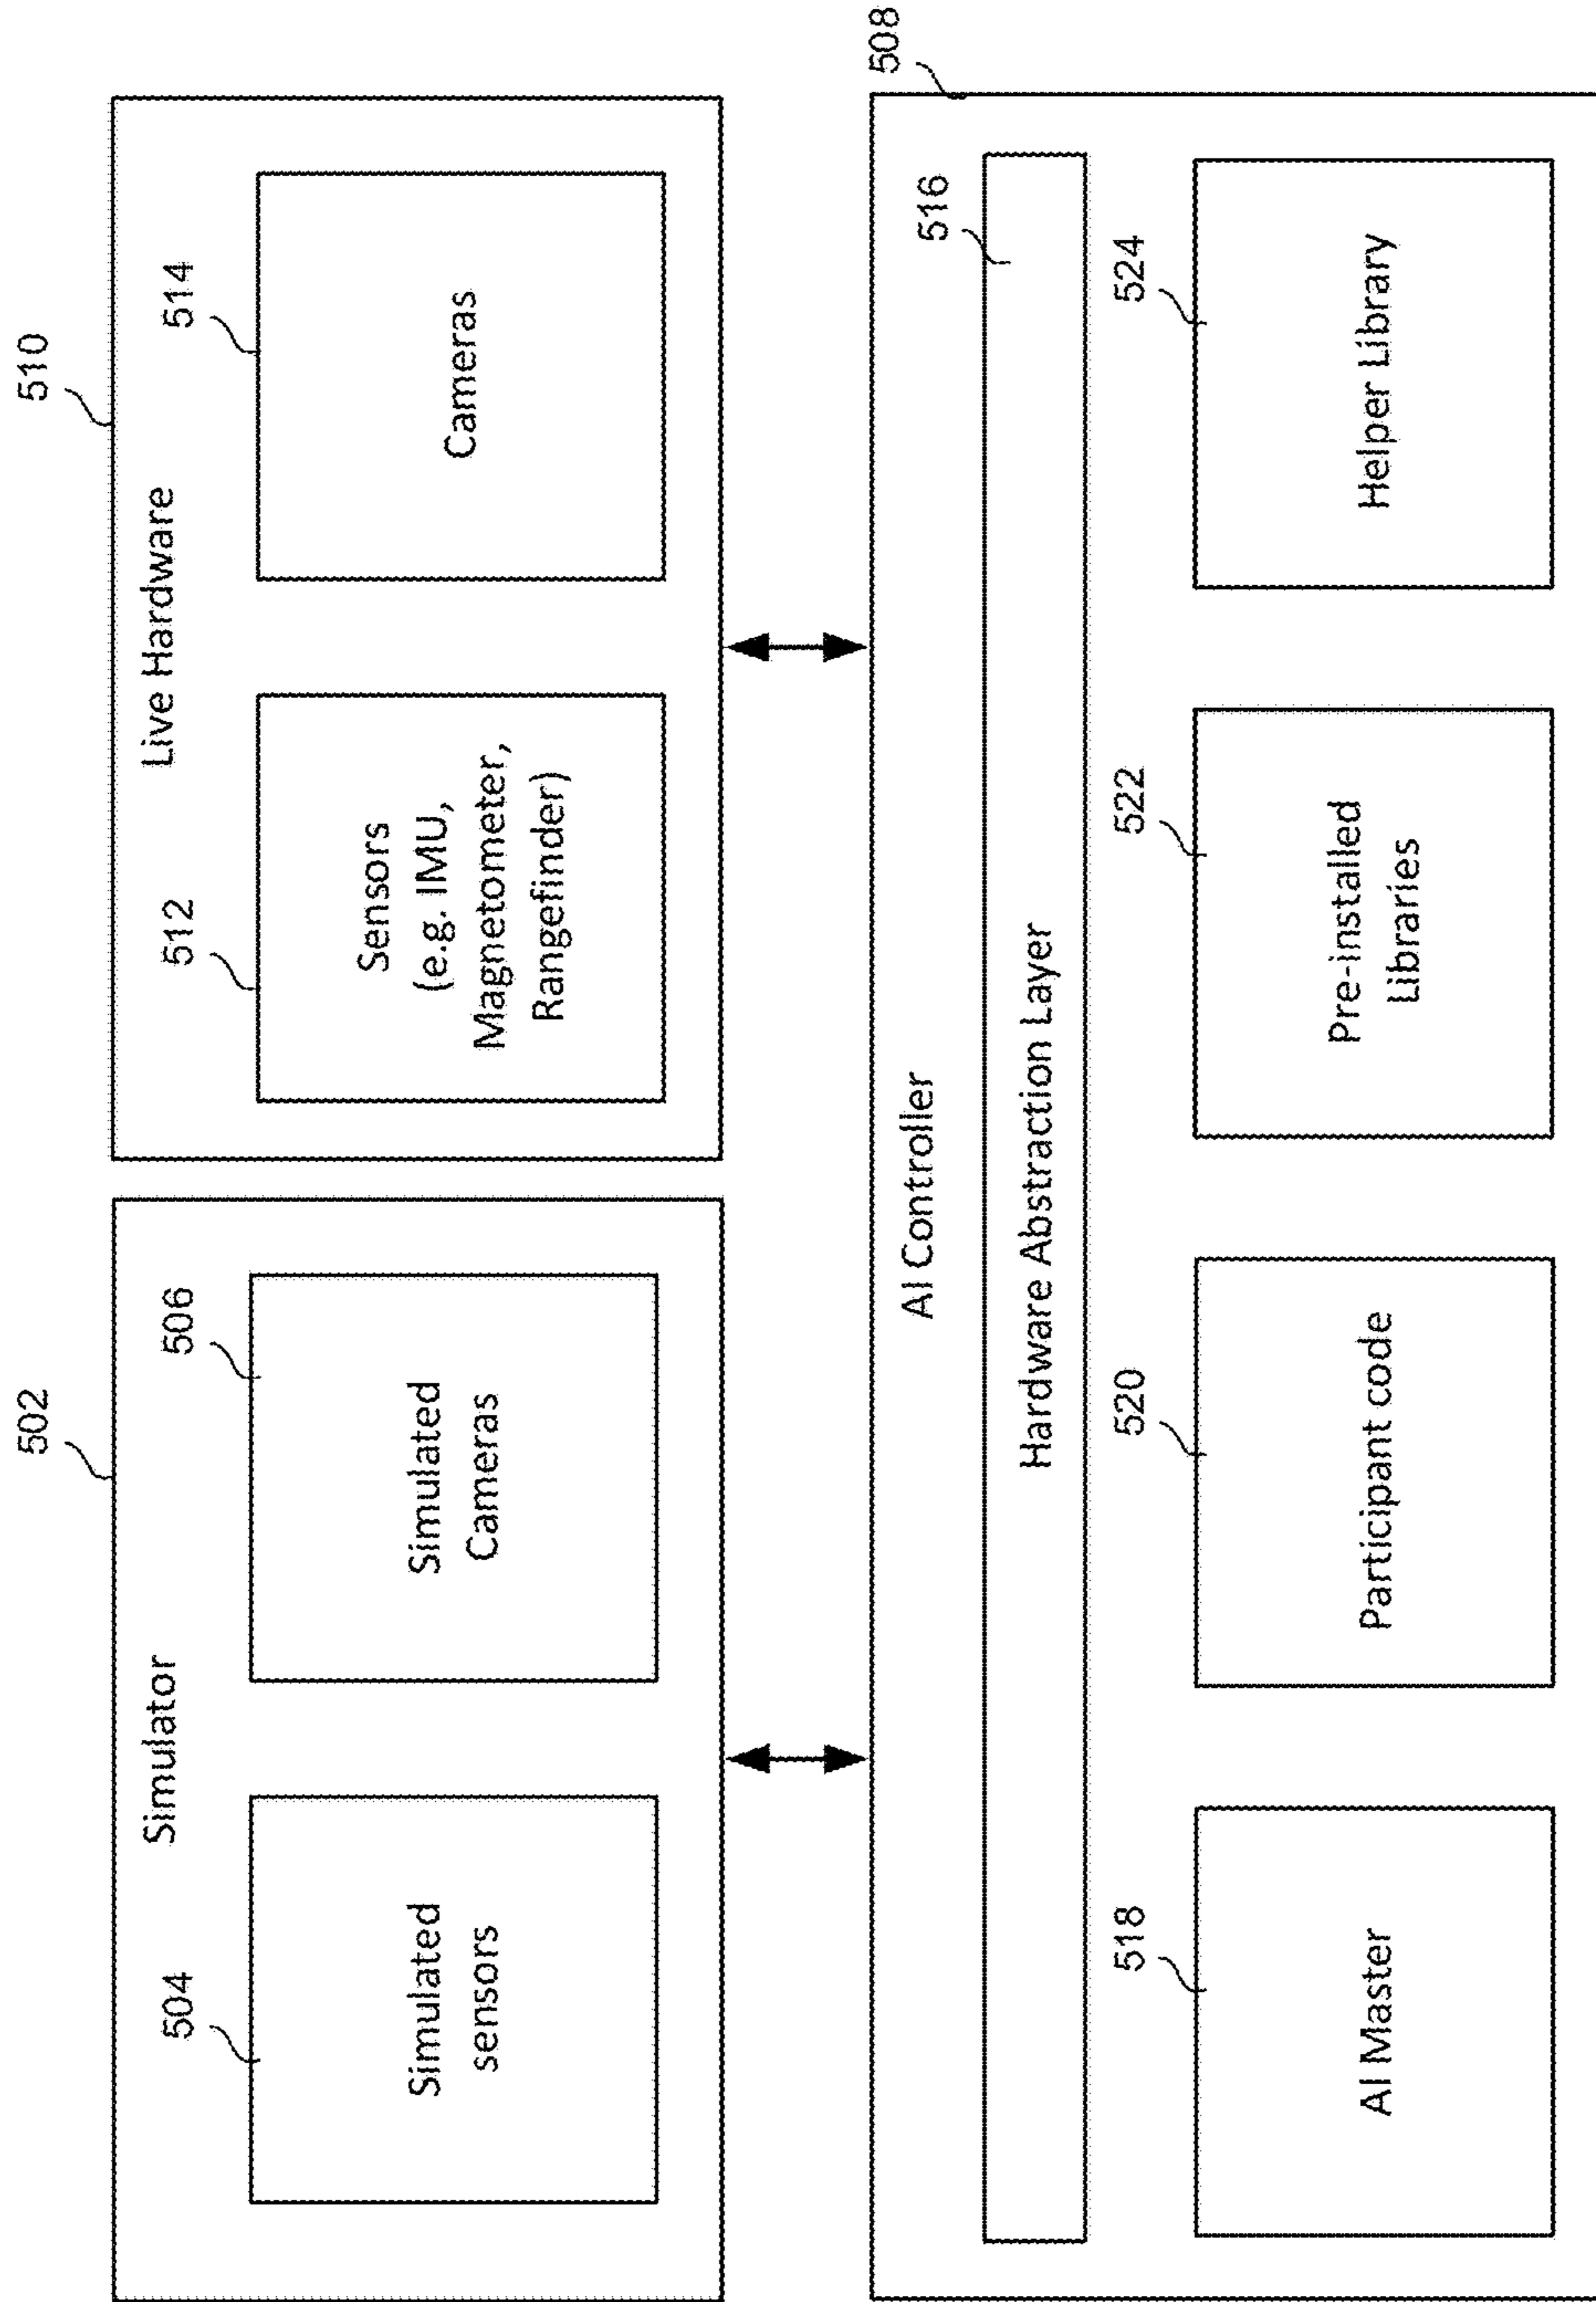 502
510
Simulator
Live Hardware
504
506
512
514
Simulated
sensors
Simulated
Cameras
Sensors
(e.g. IMU,
Magnetometer,
Rangefinder)
Cameras
508
AI Controller
516
Hardware Abstraction Layer
518
520
522
524
AI Master
Participant code
Pre-installed
Libraries
Helper Library